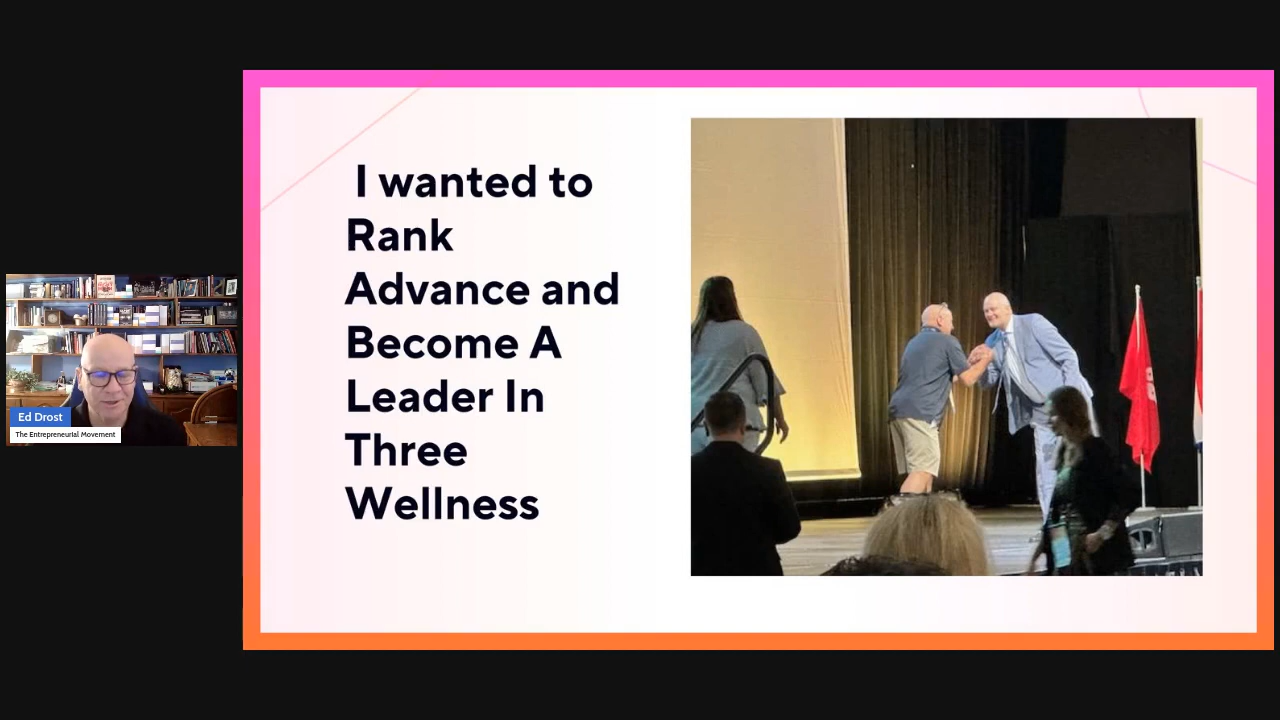 I wanted to
Rank
Advance and
Become A
Leader In
Three
Wellness
Ed Drost
The Entrepreneurial Movement